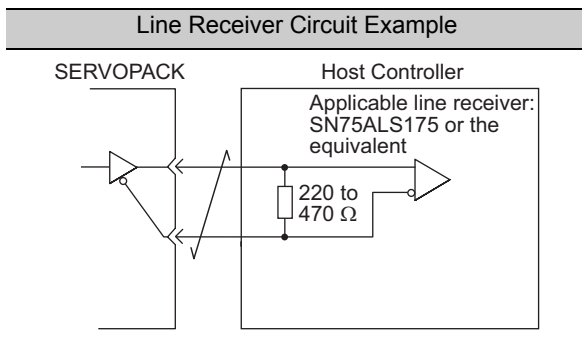 Line Receiver Circuit Example
SERVOPACK
Host Controller
Applicable line receiver:
SN75ALS175 or the
equivalent
220 to
470 Ω